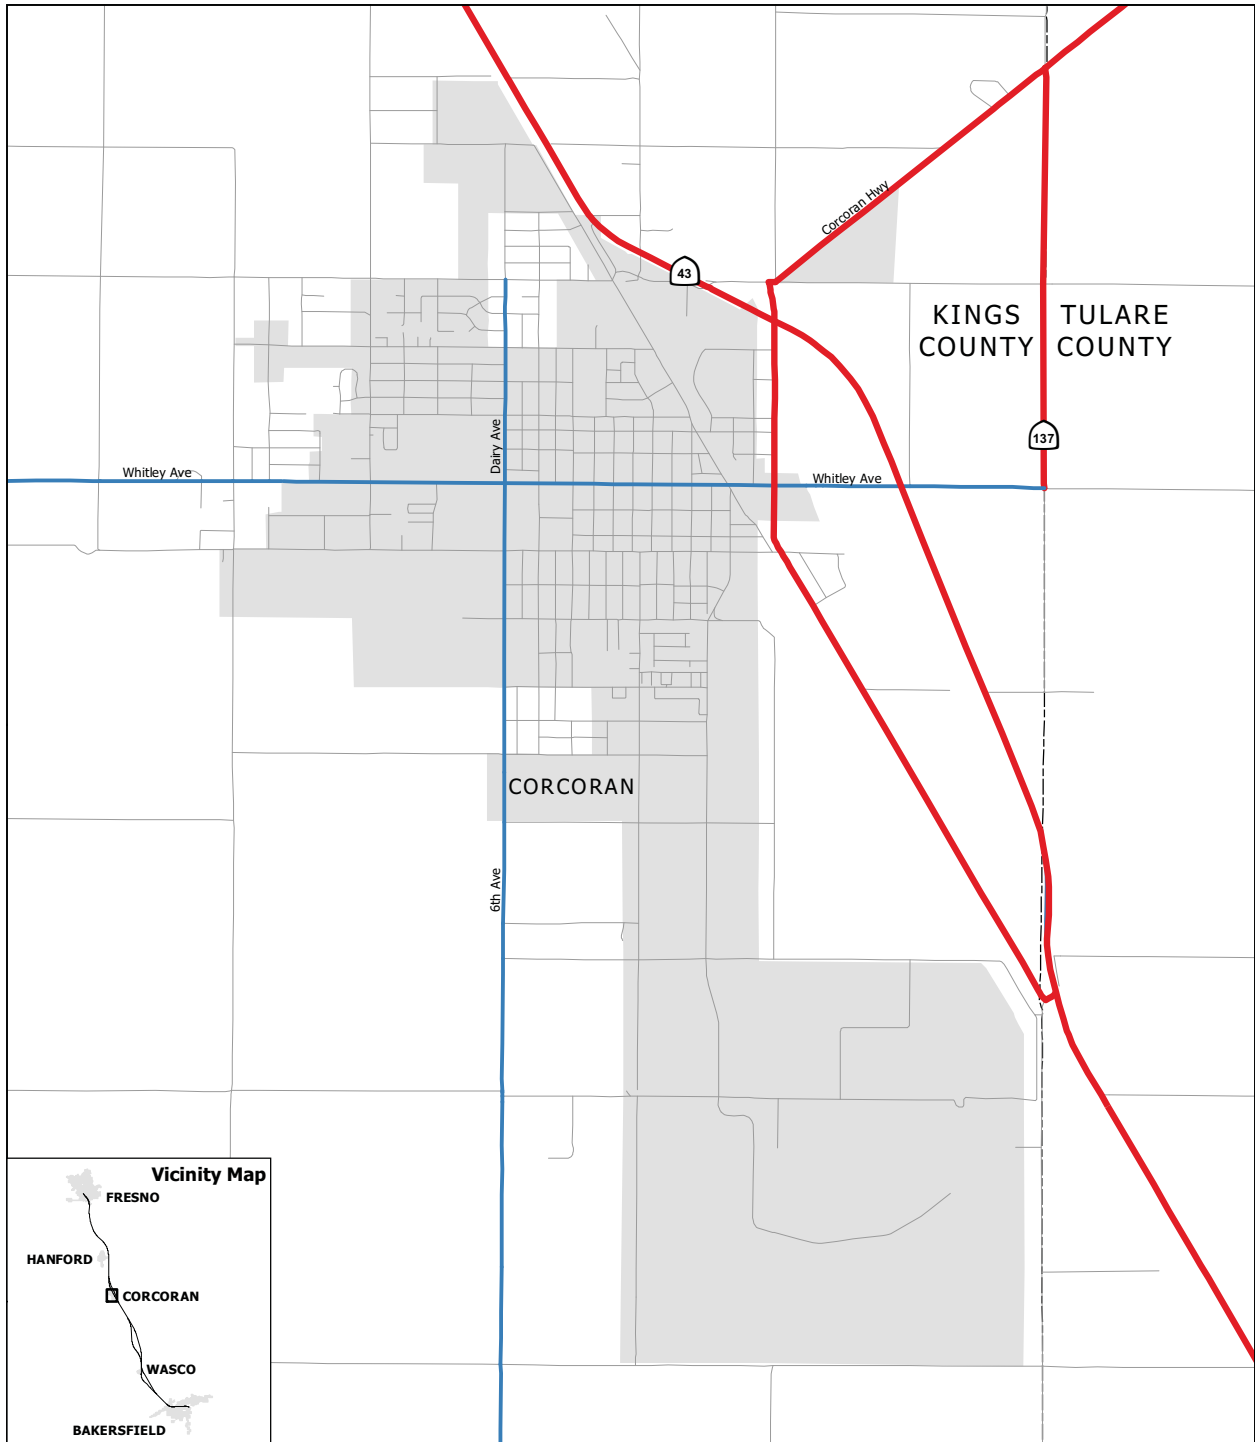 Corcoran Hwy
43
KINGS
COUNTY
TULARE
COUNTY
Dairy Ave
137
Whitley Ave
Whitley Ave
CORCORAN
6th Ave
Vicinity Map
FRESNO
HANFORD
CORCORAN
WASCO
BAKERSFIELD